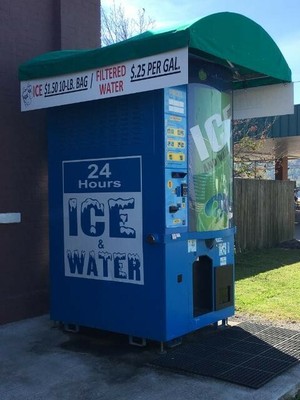 ICE $1.50 10-LB. BAG / FILTERED WATER $.25 PER GAL.
24
Hours
ICE
&
WATER
ICE